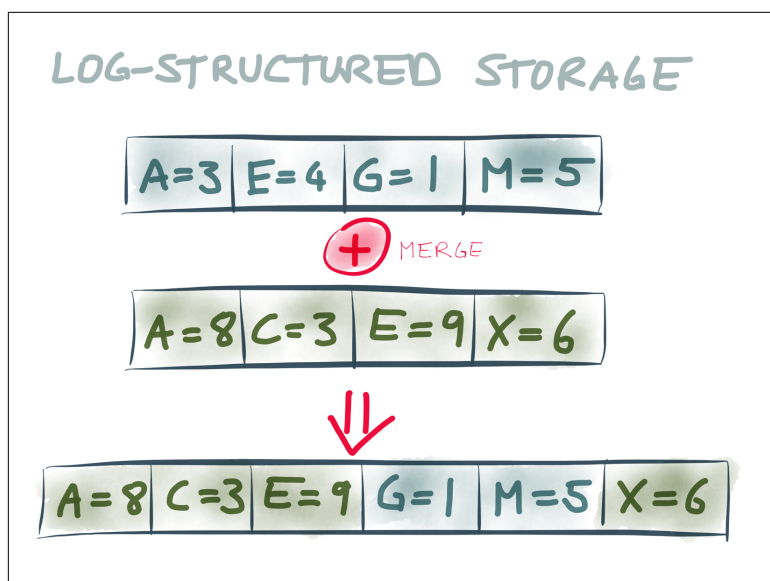 LOG-STRUCTURED STORAGE
A=3 E=4 G=1 M=5
+ MERGE
A=8 C=3 E=9 X=6
A=8 C=3 E=9 G=1 M=5 X=6